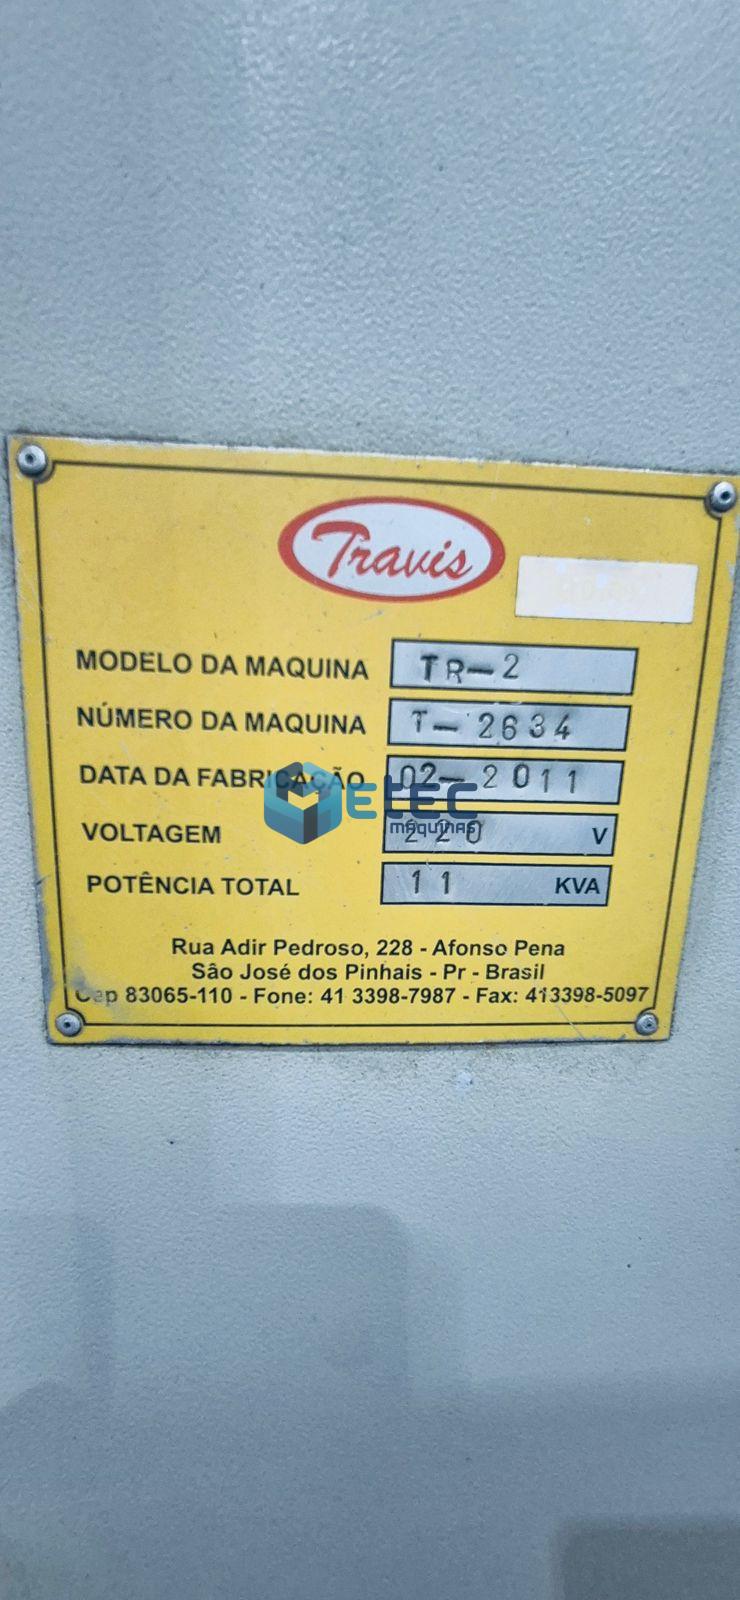 Travis
MODELO DA MAQUINA TR-2
NÚMERO DA MAQUINA T-2634
DATA DA FABRICAÇÃO 02-2011
ELEC
MÁQUINAS
VOLTAGEM 220 V
POTÊNCIA TOTAL 11 KVA
Rua Adir Pedroso, 228 - Afonso Pena
São José dos Pinhais - Pr - Brasil
Cep 83065-110 - Fone: 41 3398-7987 - Fax: 413398-5097